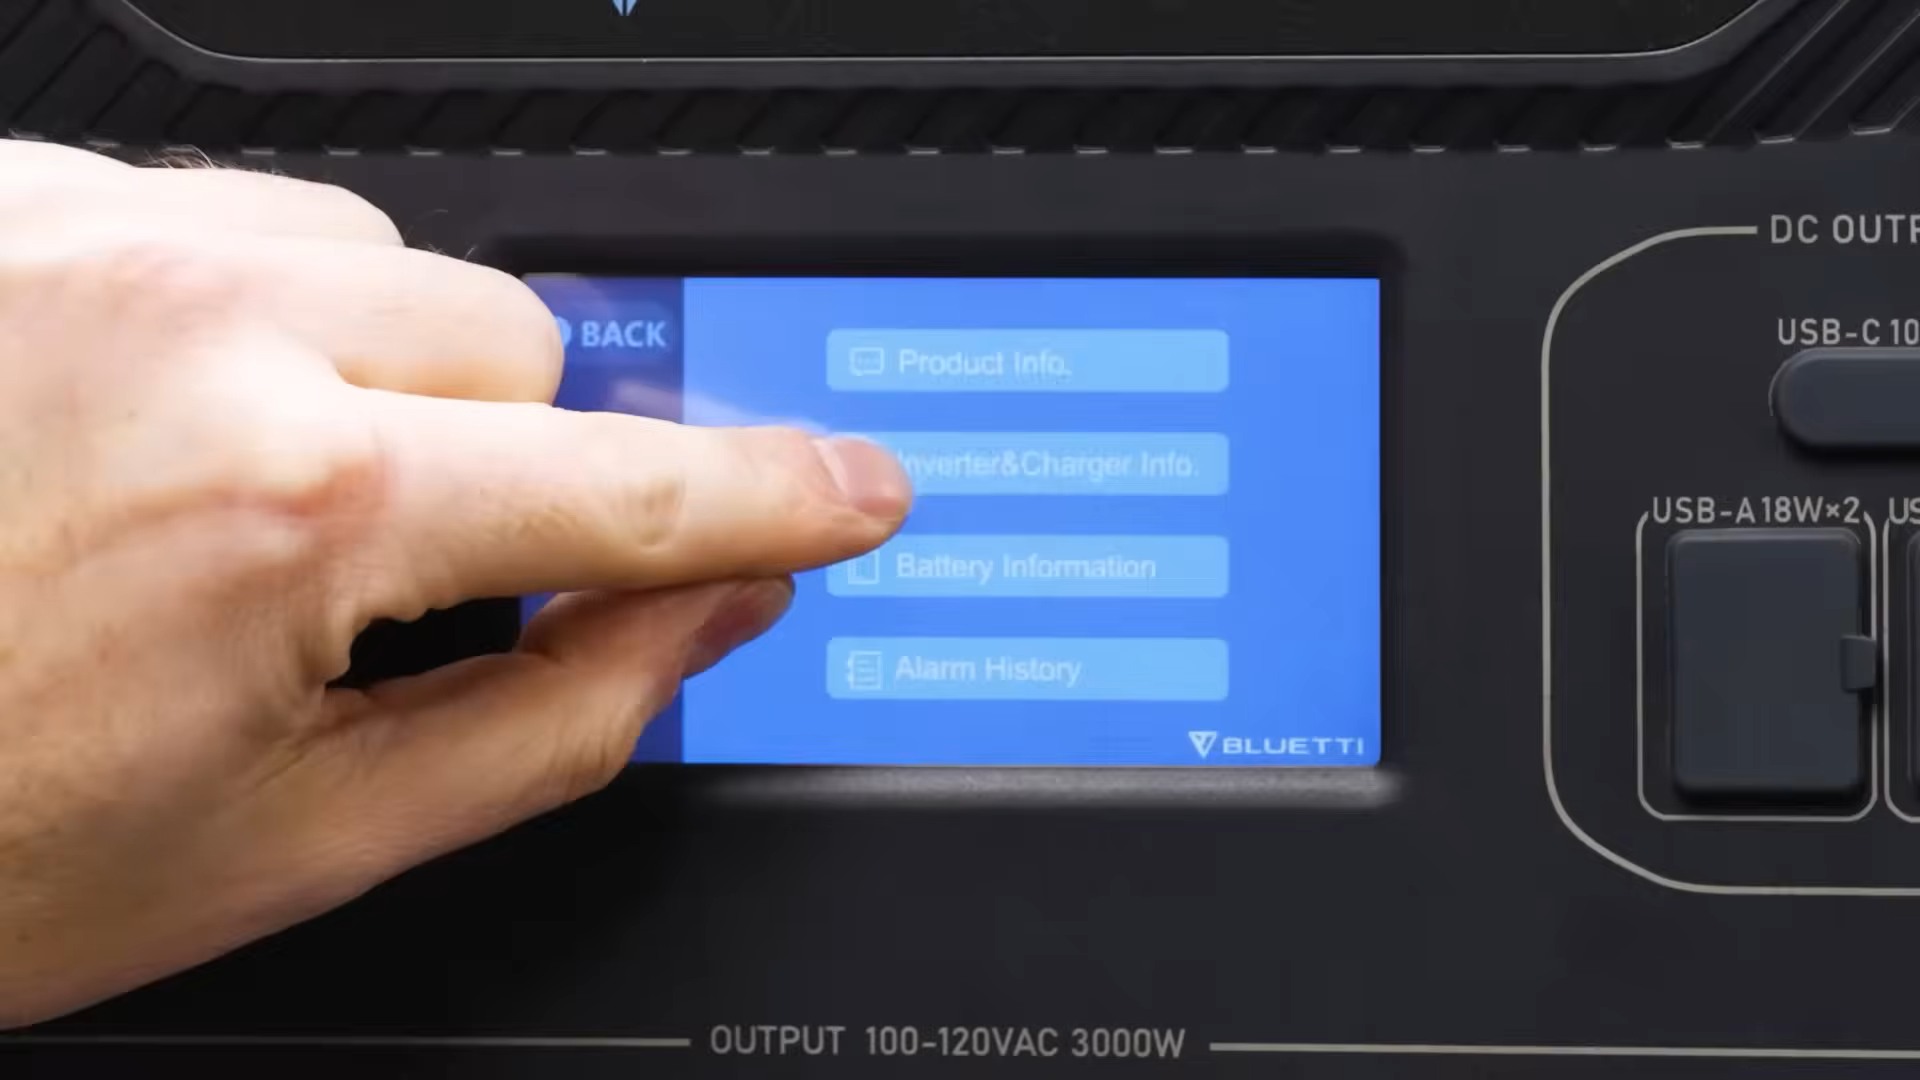 DC OUTP
BACK
Product Info.
USB-C 10
Inverter&Charger Info.
USB-A 18W×2
US
Battery Information
Alarm History
BLUETTI
OUTPUT 100-120VAC 3000W